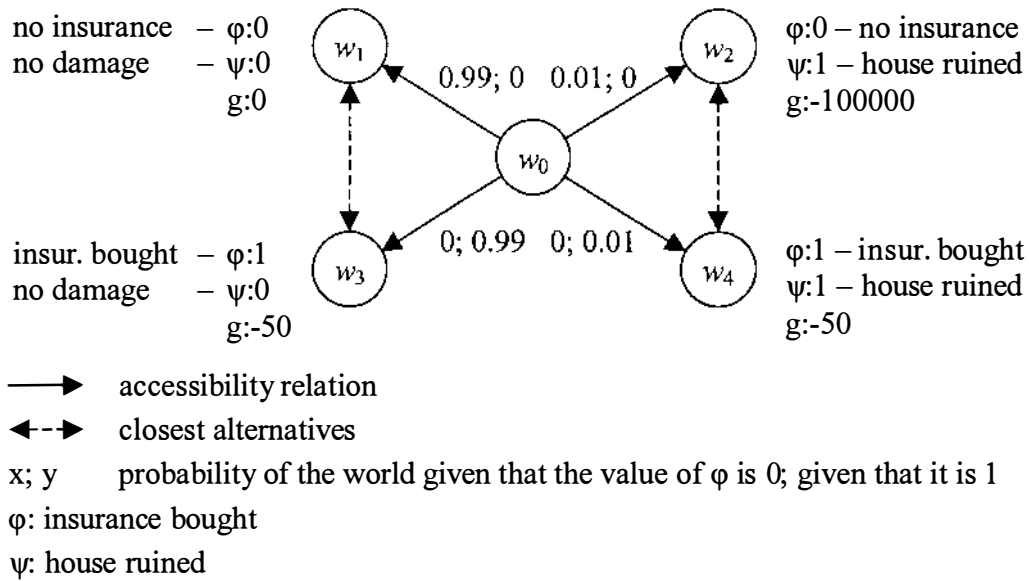 no insurance – φ:0
no damage – ψ:0
g:0
w1
0.99; 0 0.01; 0
w2
φ:0 – no insurance
ψ:1 – house ruined
g:-100000
w0
insur. bought – φ:1
no damage – ψ:0
g:-50
w3
0; 0.99 0; 0.01
w4
φ:1 – insur. bought
ψ:1 – house ruined
g:-50
accessibility relation
closest alternatives
x; y probability of the world given that the value of φ is 0; given that it is 1
φ: insurance bought
ψ: house ruined